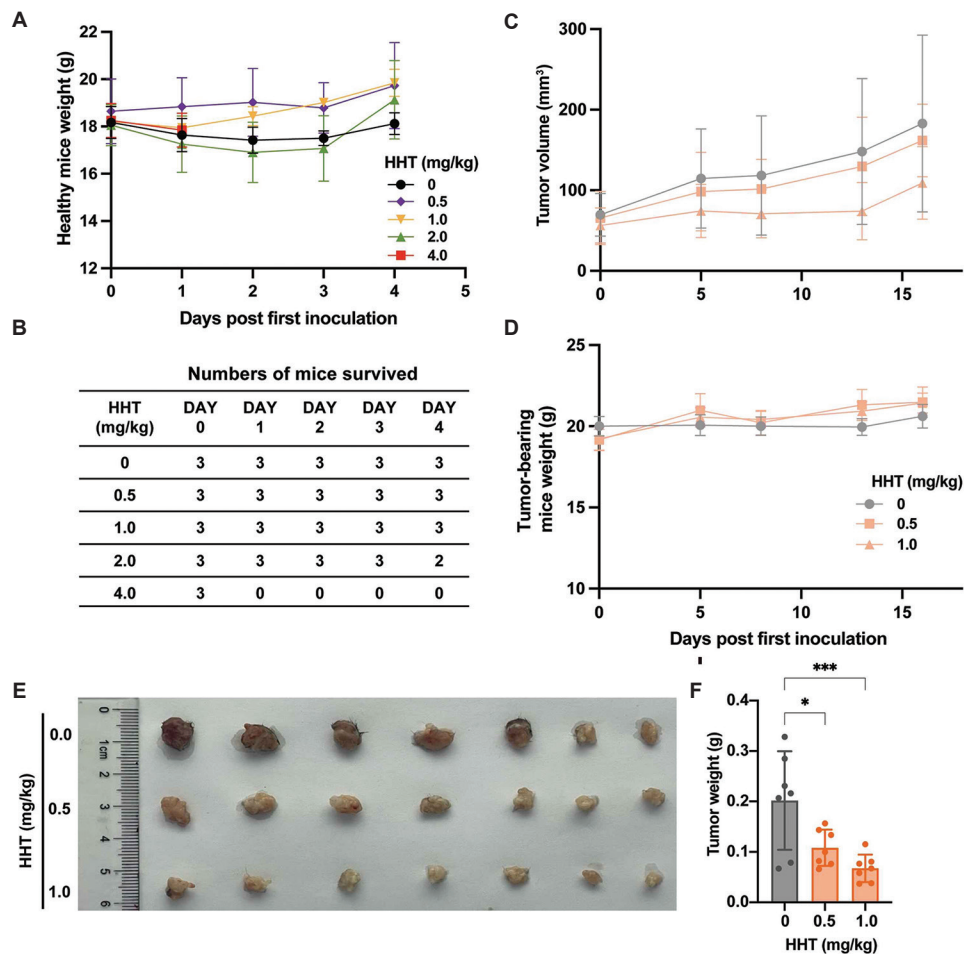 A
22
20
18
16
14
12
Healthy mice weight (g)
HHT (mg/kg)
0
0.5
1.0
2.0
4.0
0 1 2 3 4 5
Days post first inoculation
B
Numbers of mice survived
HHT (mg/kg) DAY 0 DAY 1 DAY 2 DAY 3 DAY 4
0 3 3 3 3 3
0.5 3 3 3 3 3
1.0 3 3 3 3 3
2.0 3 3 3 3 2
4.0 3 0 0 0 0
C
300
200
100
0
Tumor volume (mm³)
0 5 10 15
D
25
20
15
10
Tumor-bearing
mice weight (g)
HHT (mg/kg)
0
0.5
1.0
0 5 10 15
Days post first inoculation
E
HHT (mg/kg)
0.0
0.5
1.0
0
1cm
2
3
4
5
6
F
***
*
0.4
0.3
0.2
0.1
0.0
Tumor weight (g)
0 0.5 1.0
HHT (mg/kg)